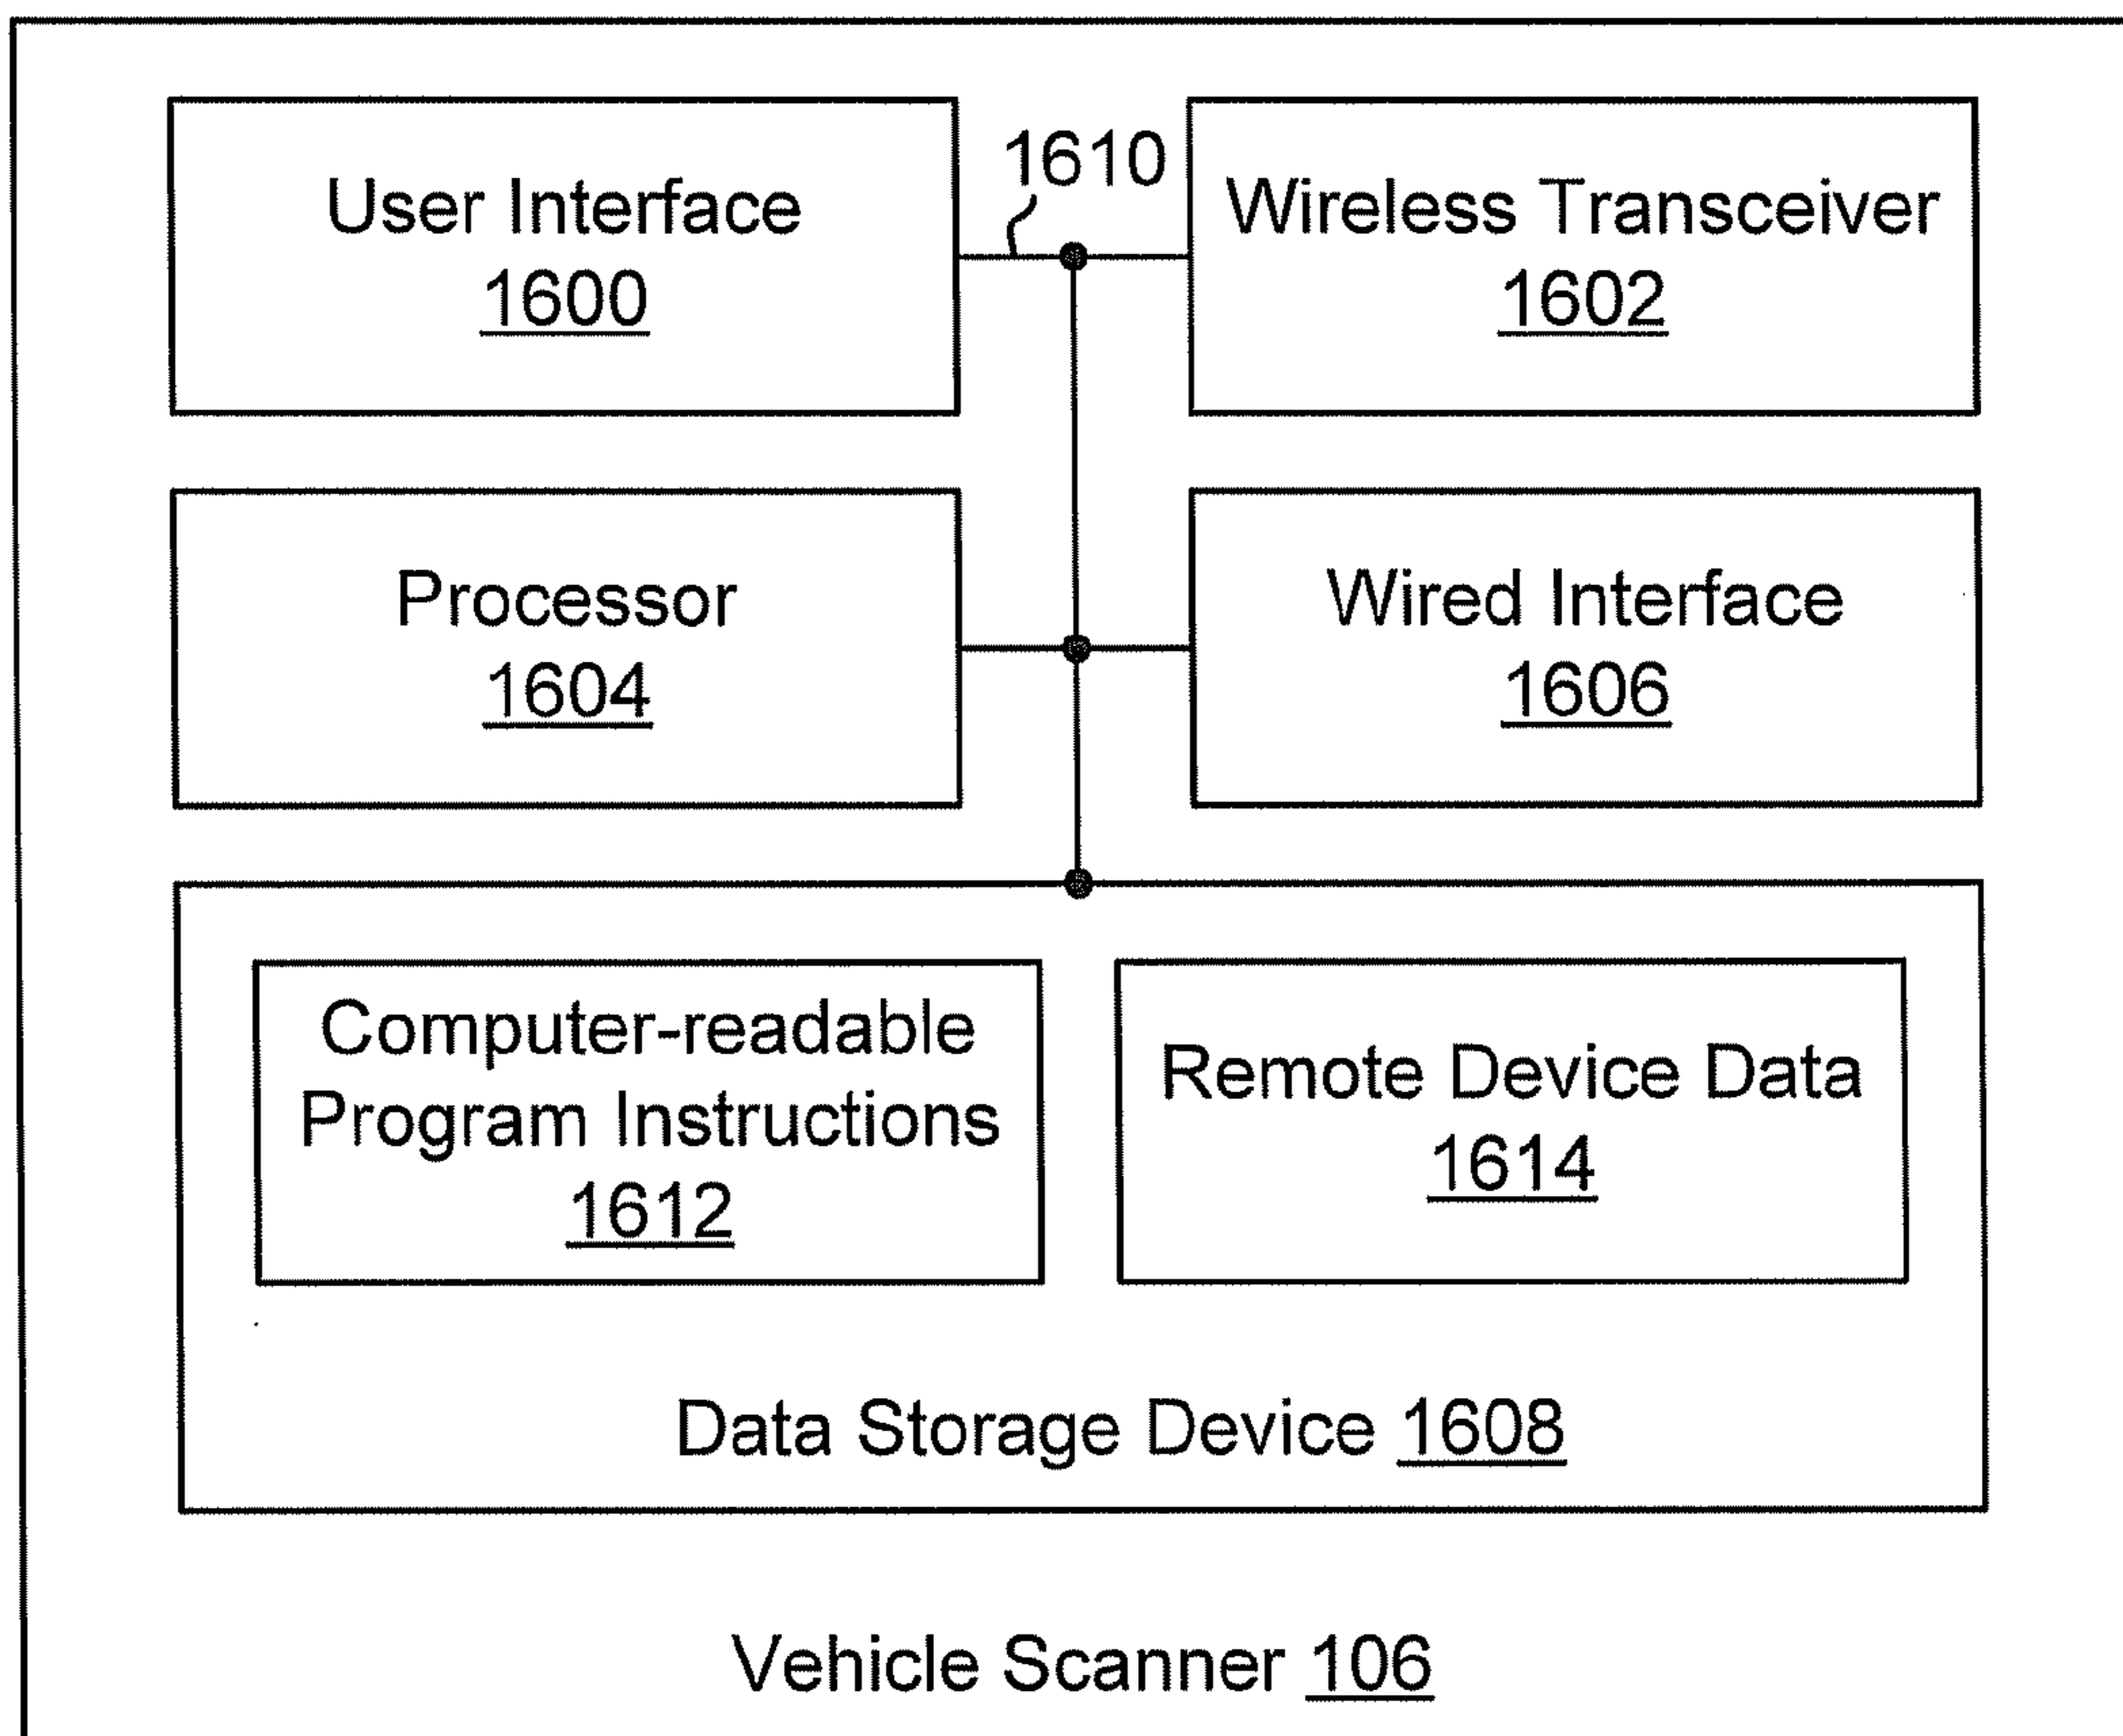 User Interface
1600
1610
Wireless Transceiver
1602
Processor
1604
Wired Interface
1606
Computer-readable
Program Instructions
1612
Remote Device Data
1614
Data Storage Device 1608
Vehicle Scanner 106